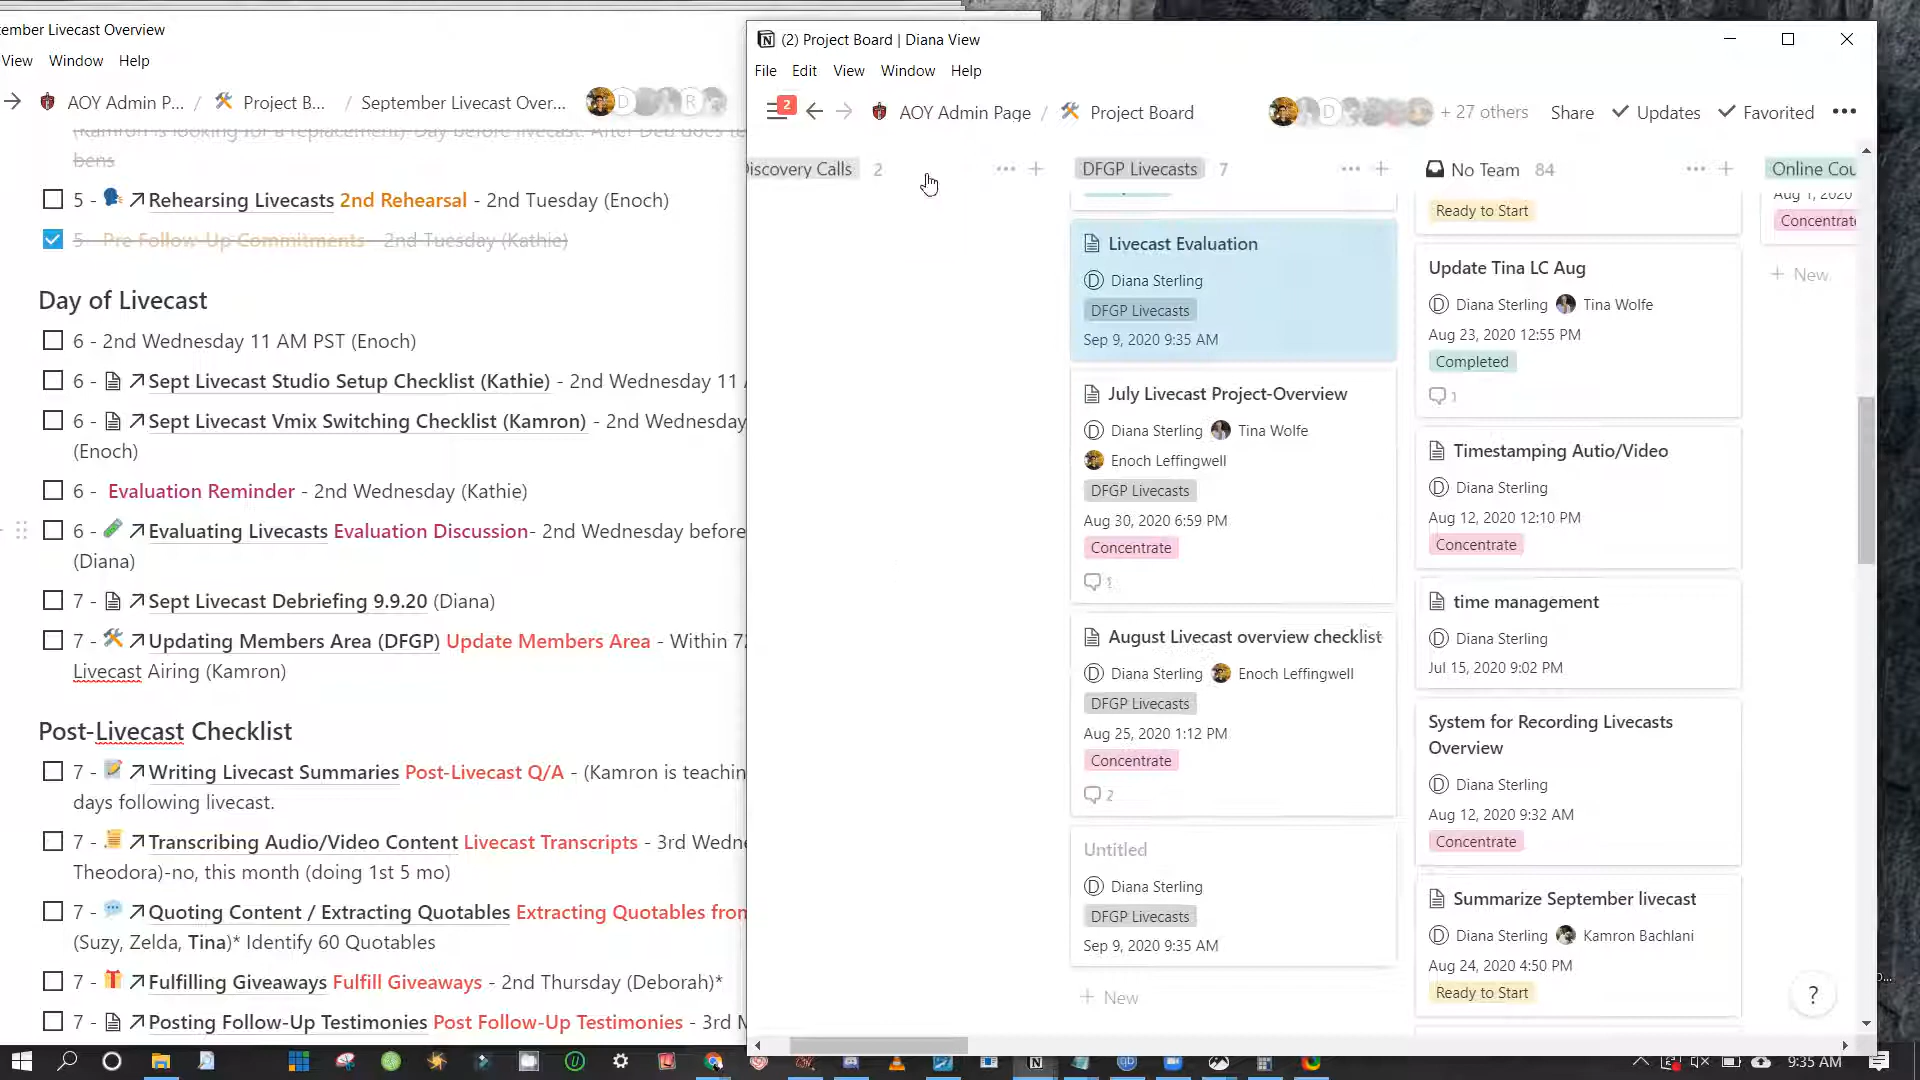 tember Livecast Overview
View Window Help
AOY Admin P... / Project B... / September Livecast Over...
D R
(Kamron is looking for a replacement) Day before livecast. After Deb does
bens
5 - Rehearsing Livecasts 2nd Rehearsal - 2nd Tuesday (Enoch)
5 - Pre Follow-Up Commitments - 2nd Tuesday (Kathie)
Day of Livecast
6 - 2nd Wednesday 11 AM PST (Enoch)
6 - Sept Livecast Studio Setup Checklist (Kathie) - 2nd Wednesday 11
6 - Sept Livecast Vmix Switching Checklist (Kamron) - 2nd Wednesday
(Enoch)
6 - Evaluation Reminder - 2nd Wednesday (Kathie)
6 - Evaluating Livecasts Evaluation Discussion- 2nd Wednesday before
(Diana)
7 - Sept Livecast Debriefing 9.9.20 (Diana)
7 - Updating Members Area (DFGP) Update Members Area - Within 7
Livecast Airing (Kamron)
Post-Livecast Checklist
7 - Writing Livecast Summaries Post-Livecast Q/A - (Kamron is teachin
days following livecast.
7 - Transcribing Audio/Video Content Livecast Transcripts - 3rd Wedne
Theodora)-no, this month (doing 1st 5 mo)
7 - Quoting Content / Extracting Quotables Extracting Quotables from
(Suzy, Zelda, Tina)* Identify 60 Quotables
7 - Fulfilling Giveaways Fulfill Giveaways - 2nd Thursday (Deborah)*
7 - Posting Follow-Up Testimonies Post Follow-Up Testimonies - 3rd
(2) Project Board | Diana View
File Edit View Window Help
2 AOY Admin Page / Project Board D + 27 others Share Updates Favorited
Discovery Calls 2
DFGP Livecasts 7
Livecast Evaluation
Diana Sterling
DFGP Livecasts
Sep 9, 2020 9:35 AM
July Livecast Project-Overview
Diana Sterling Tina Wolfe
Enoch Leffingwell
DFGP Livecasts
Aug 30, 2020 6:59 PM
Concentrate
1
August Livecast overview checklist
Diana Sterling Enoch Leffingwell
DFGP Livecasts
Aug 25, 2020 1:12 PM
Concentrate
2
Untitled
Diana Sterling
DFGP Livecasts
Sep 9, 2020 9:35 AM
+ New
No Team 84
Ready to Start
Update Tina LC Aug
Diana Sterling Tina Wolfe
Aug 23, 2020 12:55 PM
Completed
1
Timestamping Autio/Video
Diana Sterling
Aug 12, 2020 12:10 PM
Concentrate
time management
Diana Sterling
Jul 15, 2020 9:02 PM
System for Recording Livecasts
Overview
Diana Sterling
Aug 12, 2020 9:32 AM
Concentrate
Summarize September livecast
Diana Sterling Kamron Bachlani
Aug 24, 2020 4:50 PM
Ready to Start
Online Cou
Aug 1, 2020
Concentrate
+ New
?
9:35 AM